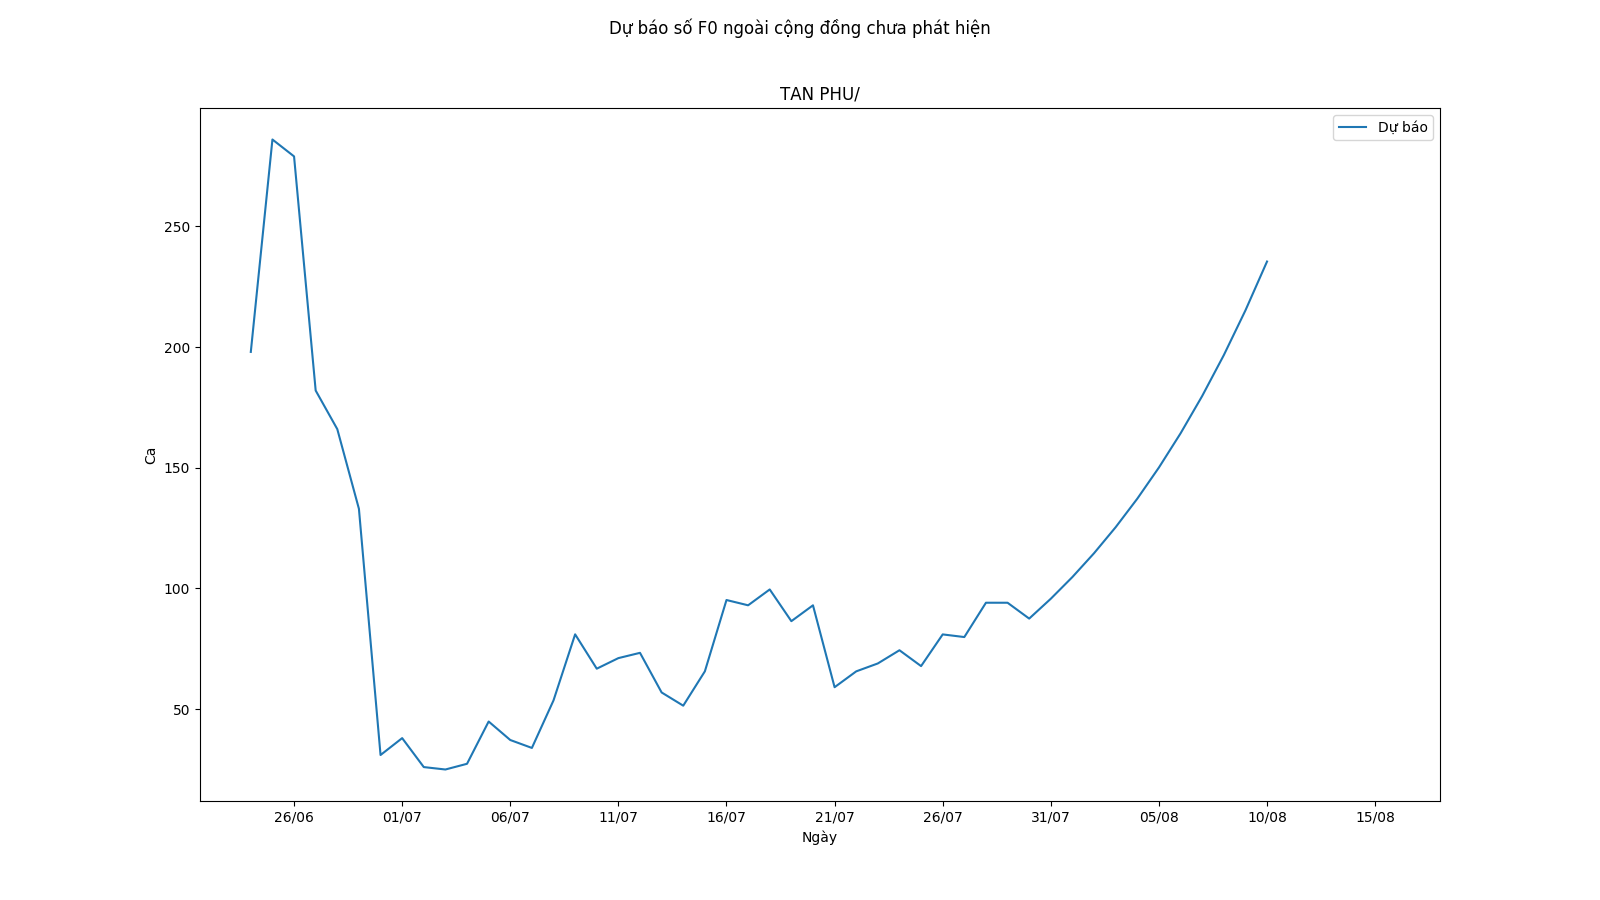 Dự báo số F0 ngoài cộng đồng chưa phát hiện
TAN PHU/
Dự báo
250
200
150
100
50
Ca
26/06 01/07 06/07 11/07 16/07 21/07 26/07 31/07 05/08 10/08 15/08
Ngày